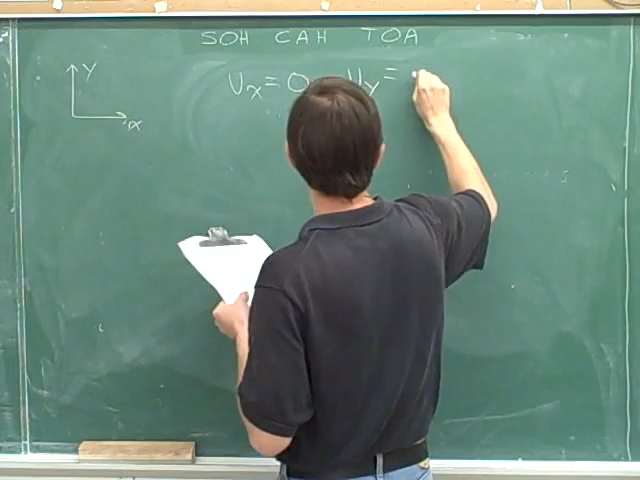 SOH CAH TOA
Ux = 0 Uy =
Y
x